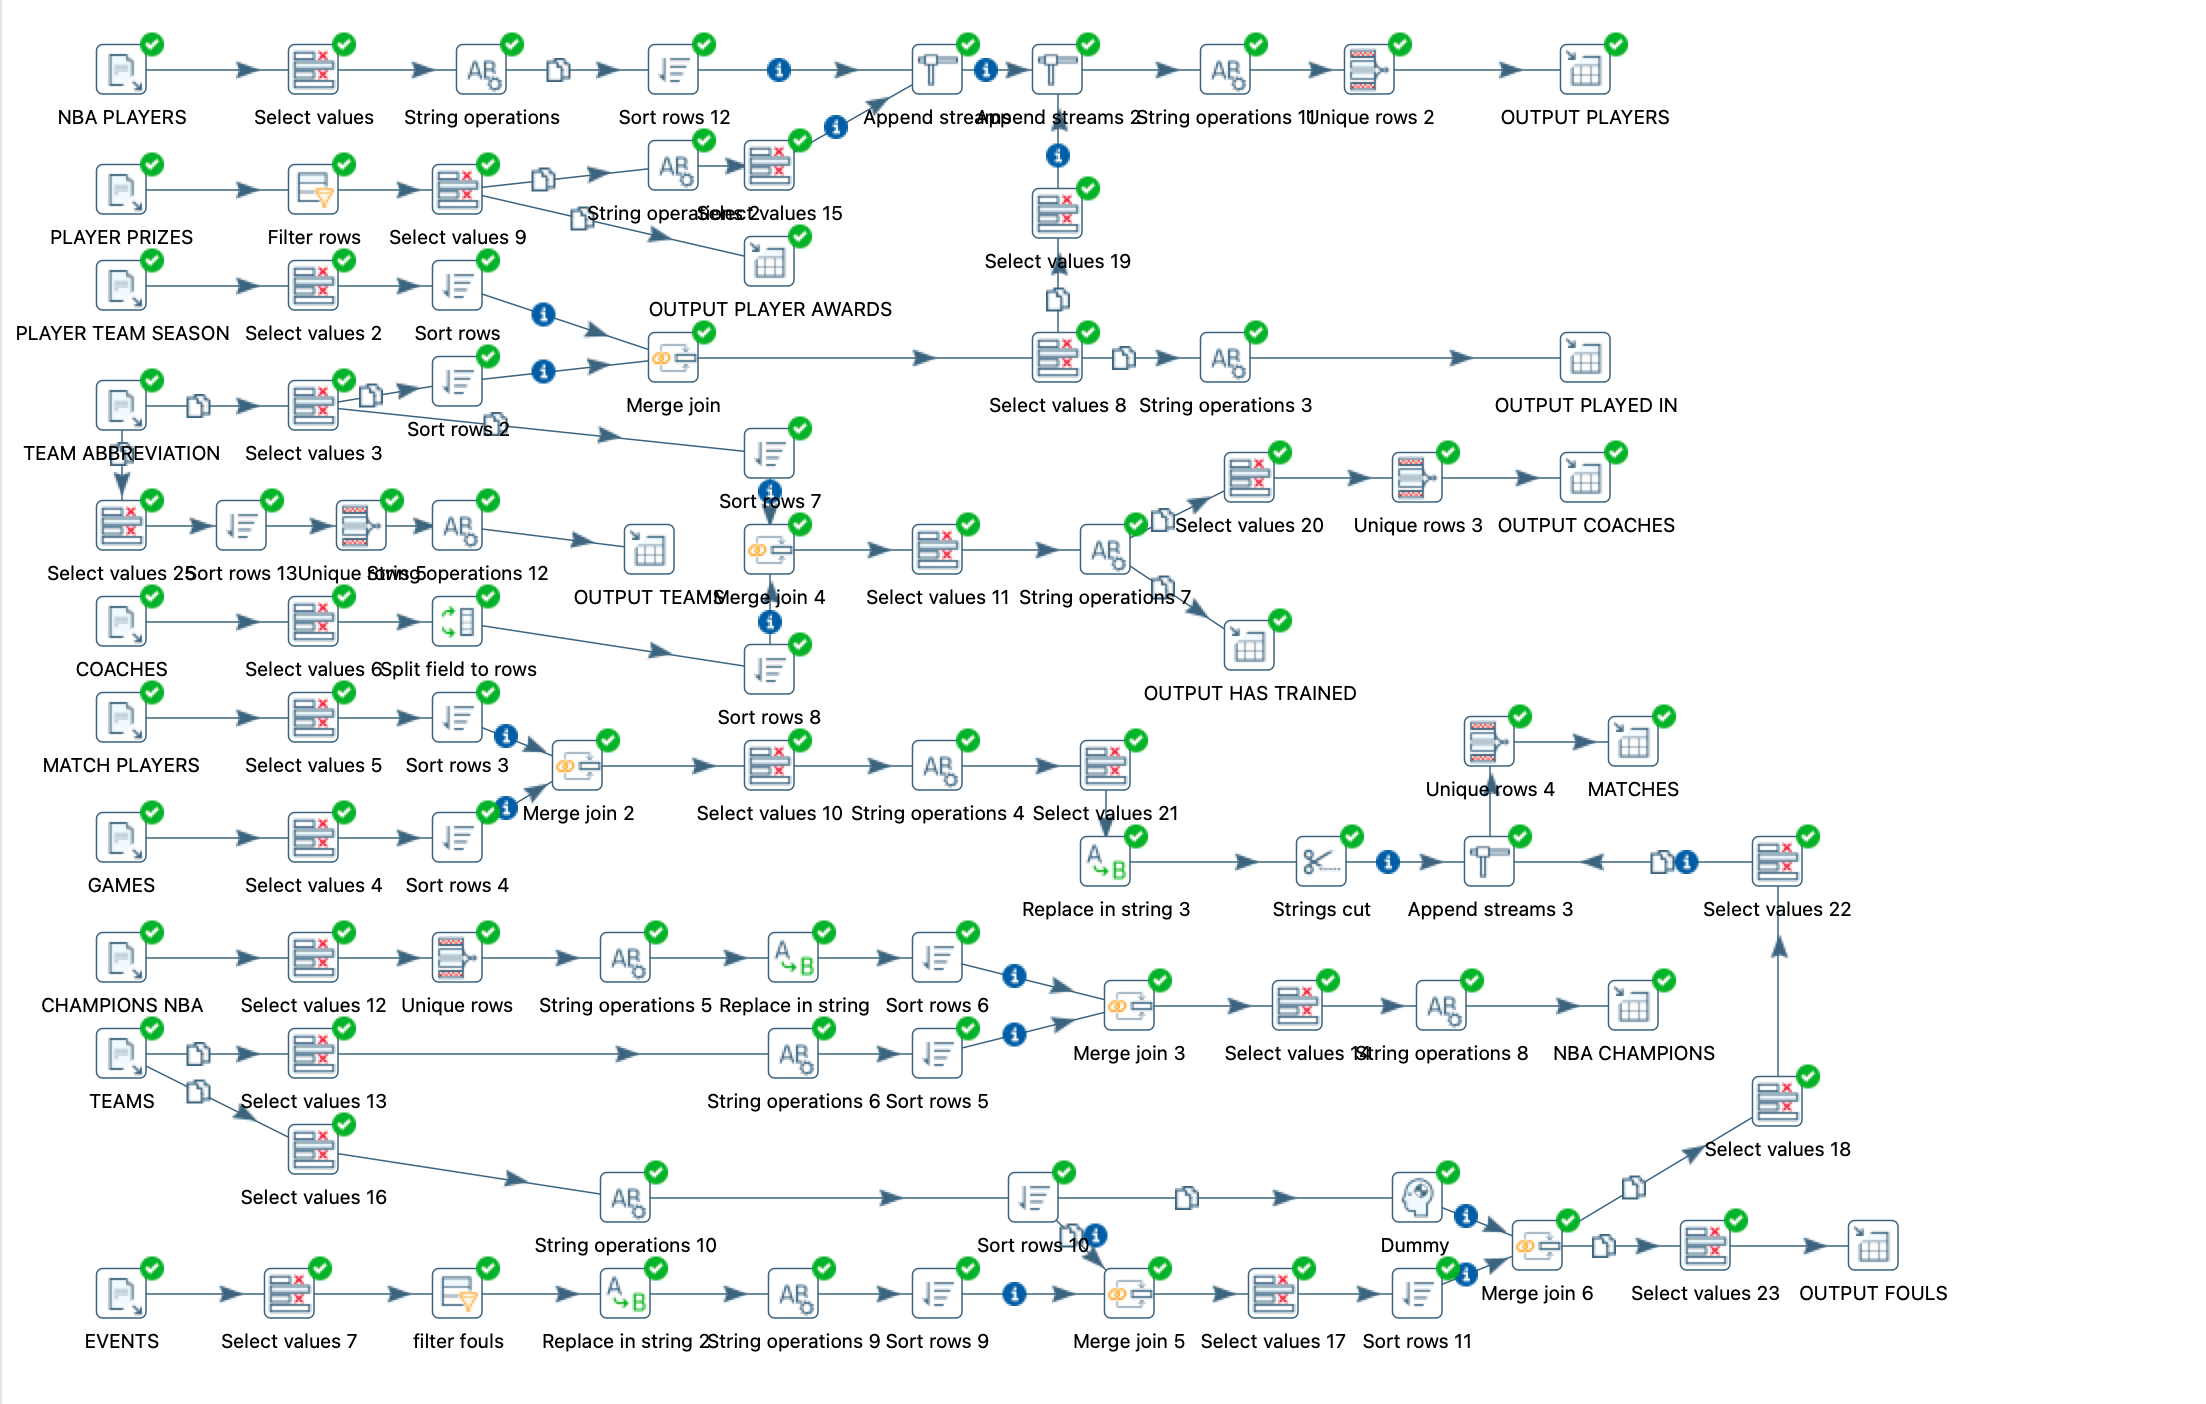 NBA PLAYERS
Select values
String operations
Sort rows 12
Append streams
Append streams 2
String operations 11
Unique rows 2
OUTPUT PLAYERS
PLAYER PRIZES
Filter rows
Select values 9
String operations 2
Select values 15
OUTPUT PLAYER AWARDS
Select values 19
PLAYER TEAM SEASON
Select values 2
Sort rows
Merge join
Select values 8
String operations 3
OUTPUT PLAYED IN
TEAM ABBREVIATION
Select values 3
Sort rows 2
Sort rows 7
Select values 20
Unique rows 3
OUTPUT COACHES
Select values 25
Sort rows 13
Unique rows 5
String operations 12
OUTPUT TEAMS
Merge join 4
Select values 11
String operations 7
COACHES
Select values 6
Split field to rows
Sort rows 8
OUTPUT HAS TRAINED
MATCH PLAYERS
Select values 5
Sort rows 3
Merge join 2
Select values 10
String operations 4
Select values 21
Unique rows 4
MATCHES
GAMES
Select values 4
Sort rows 4
Replace in string 3
Strings cut
Append streams 3
Select values 22
CHAMPIONS NBA
Select values 12
Unique rows
String operations 5
Replace in string
Sort rows 6
Merge join 3
Select values 14
String operations 8
NBA CHAMPIONS
TEAMS
Select values 13
String operations 6
Sort rows 5
Select values 18
Select values 16
String operations 10
Sort rows 10
Dummy
Merge join 6
Select values 23
OUTPUT FOULS
EVENTS
Select values 7
filter fouls
Replace in string 2
String operations 9
Sort rows 9
Merge join 5
Select values 17
Sort rows 11